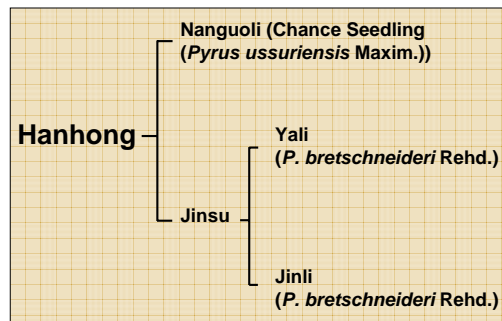 Nanguoli (Chance Seedling
(Pyrus ussuriensis Maxim.))
Hanhong
Yali
(P. bretschneideri Rehd.)
Jinsu
Jinli
(P. bretschneideri Rehd.)